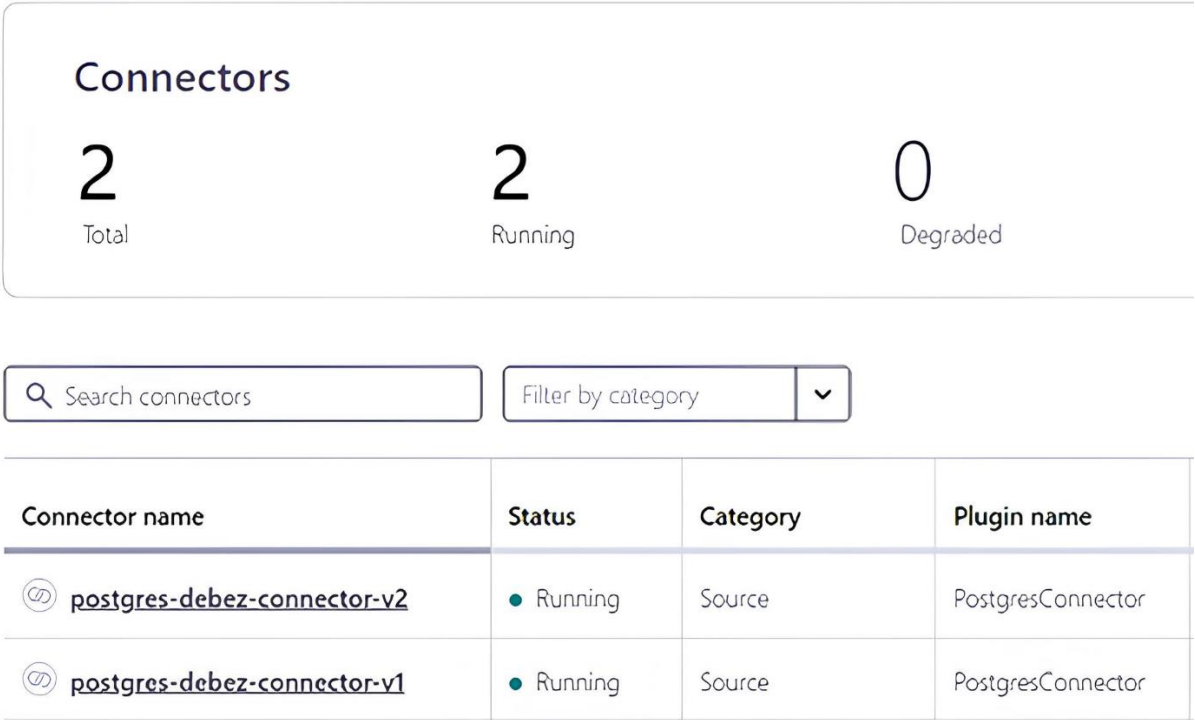 Connectors
2 2 0
Total Running Degraded
Search connectors Filter by category
Connector name Status Category Plugin name
postgres-debez-connector-v2 Running Source PostgresConnector
postgres-debez-connector-v1 Running Source PostgresConnector